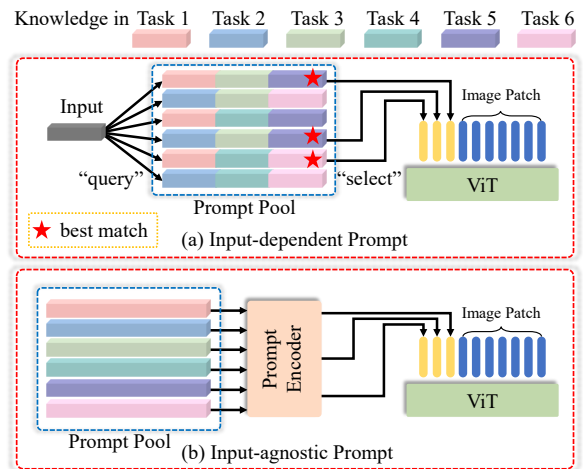 Knowledge in Task 1 Task 2 Task 3 Task 4 Task 5 Task 6
Input
Image Patch
“query”
“select”
ViT
Prompt Pool
best match
(a) Input-dependent Prompt
Image Patch
Prompt
Encoder
ViT
Prompt Pool
(b) Input-agnostic Prompt